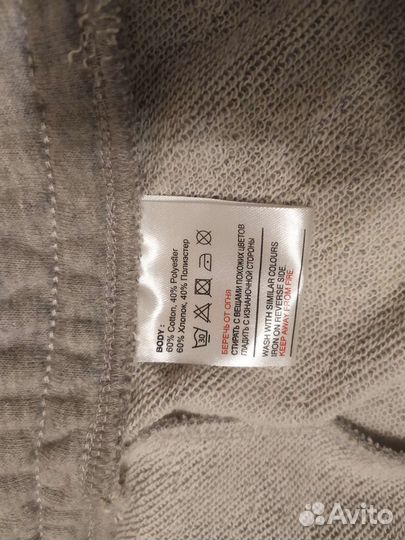 BODY :
60% Cotton, 40% Polyester
60% Хлопок, 40% Полиэстер
30
БЕРЕЧЬ ОТ ОГНЯ
СТИРАТЬ С ВЕЩАМИ ПОХОЖИХ ЦВЕТОВ
ГЛАДИТЬ С ИЗНАНОЧНОЙ СТОРОНЫ
WASH WITH SIMILAR COLOURS
IRON ON REVERSE SIDE.
KEEP AWAY FROM FIRE.
Avito